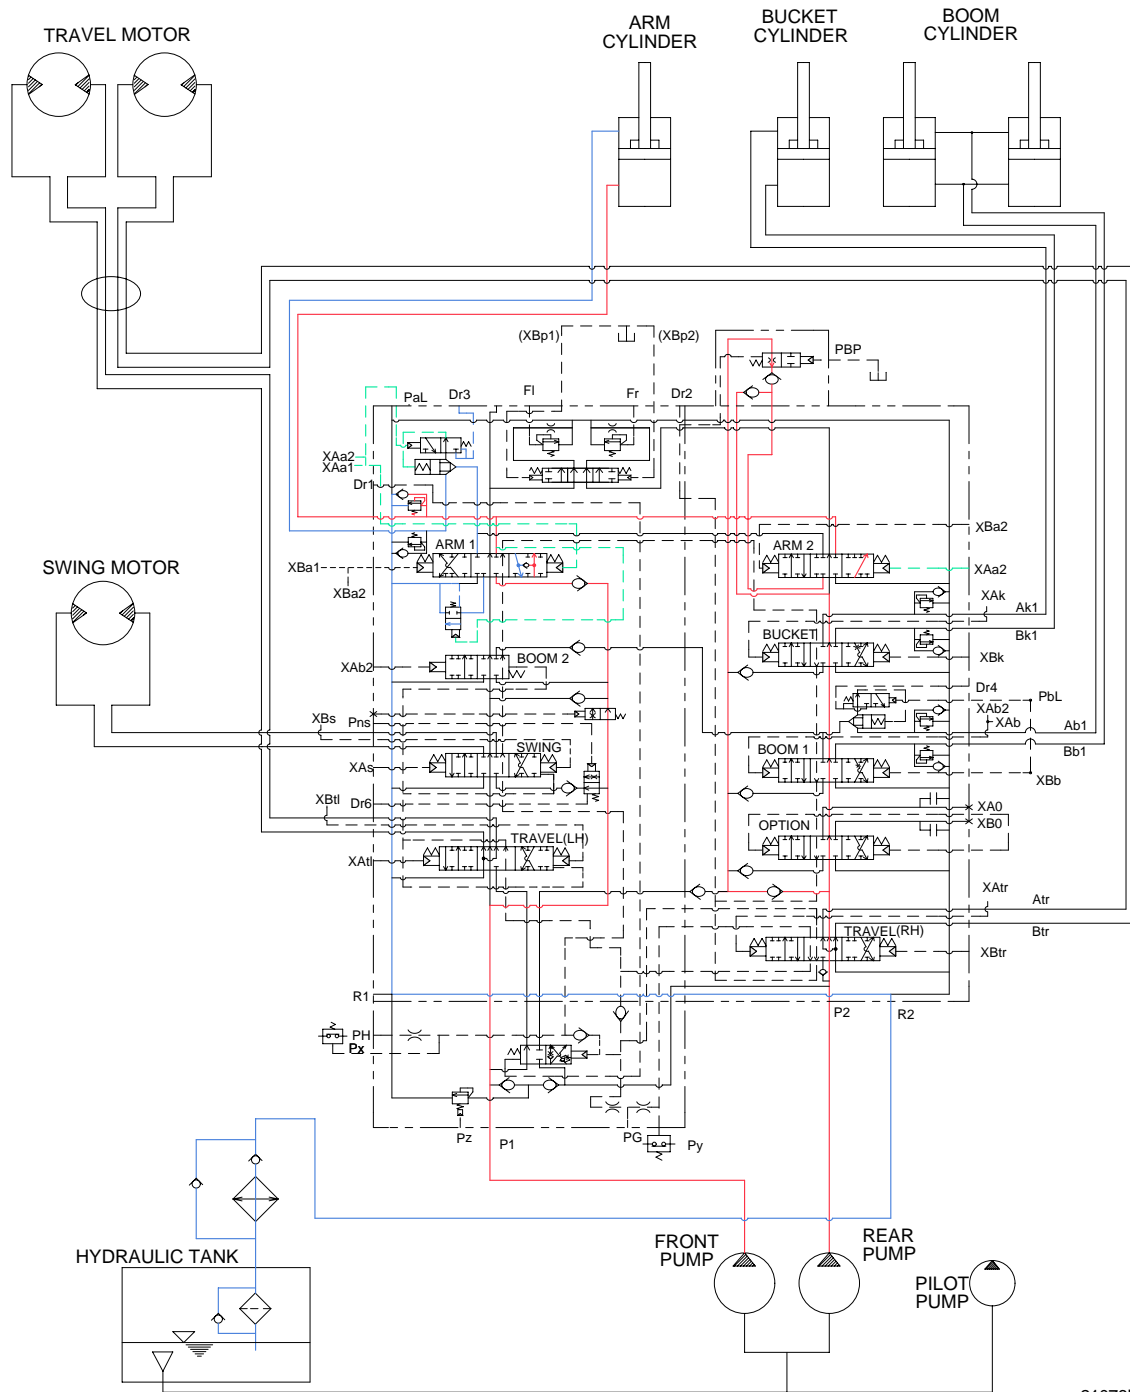 TRAVEL MOTOR
ARM
CYLINDER
BUCKET
CYLINDER
BOOM
CYLINDER
(XBp1)
(XBp2)
PBP
PaL
Dr3
Fl
Fr
Dr2
XAa2
XAa1
Dr1
XBa2
ARM 1
ARM 2
SWING MOTOR
XBa1
XBa2
XAa2
XAk
Ak1
BUCKET
Bk1
XAb2
BOOM 2
XBk
Dr4
PbL
XBs
Pns
XAb2
XAb
Ab1
SWING
BOOM 1
Bb1
XAs
XBb
XBtl
Dr6
XA0
XB0
OPTION
TRAVEL(LH)
XAtl
XAtr
Atr
TRAVEL(RH)
Btr
XBtr
R1
P2
R2
PH
Px
Pz
P1
PG
Py
HYDRAULIC TANK
FRONT
PUMP
REAR
PUMP
PILOT
PUMP